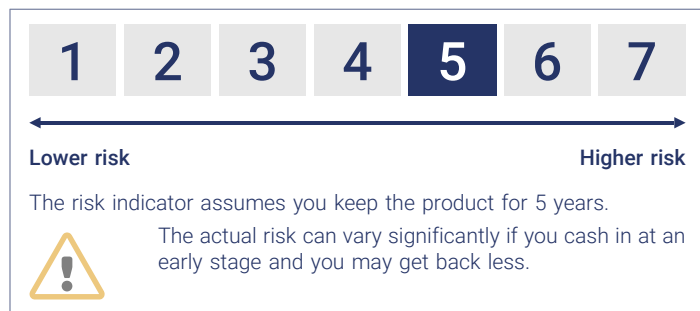 1 2 3 4 5 6 7
Lower risk Higher risk
The risk indicator assumes you keep the product for 5 years.
The actual risk can vary significantly if you cash in at an
early stage and you may get back less.